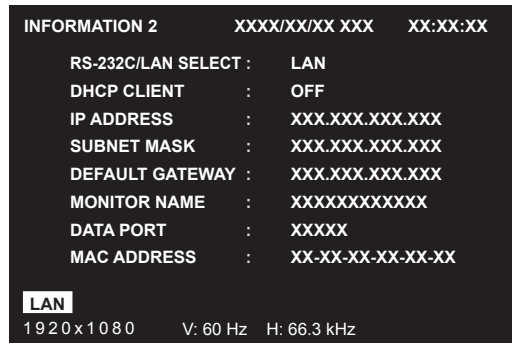 INFORMATION 2 XXXX/XX/XX XXX XX:XX:XX
RS-232C/LAN SELECT : LAN
DHCP CLIENT : OFF
IP ADDRESS : XXX.XXX.XXX.XXX
SUBNET MASK : XXX.XXX.XXX.XXX
DEFAULT GATEWAY : XXX.XXX.XXX.XXX
MONITOR NAME : XXXXXXXXXXXX
DATA PORT : XXXXX
MAC ADDRESS : XX-XX-XX-XX-XX-XX
LAN
1920x1080 V: 60 Hz H: 66.3 kHz